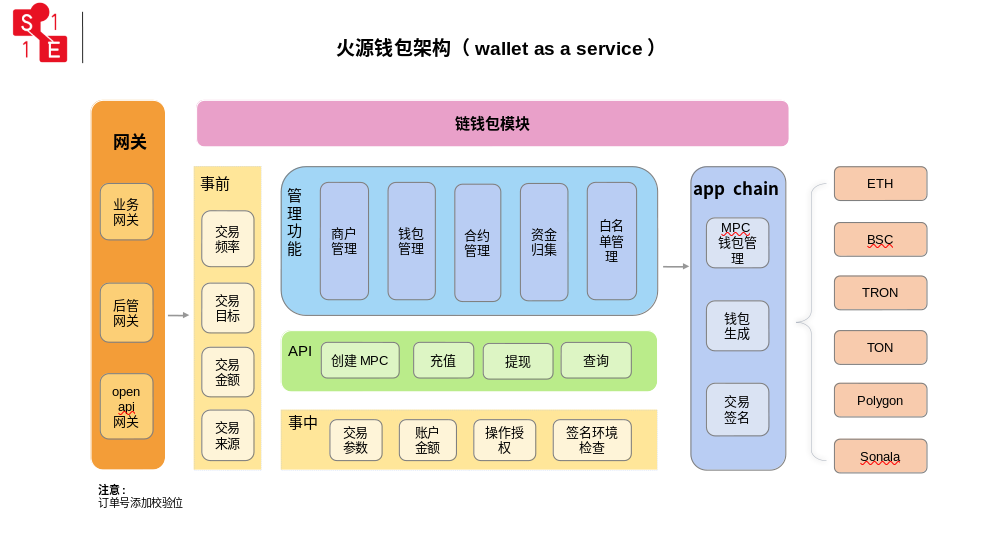 S 1
1 E
火源钱包架构（ wallet as a service ）
链钱包模块
网关
业务
网关
后管
网关
open
api
网关
事前
交易
频率
交易
目标
交易
金额
交易
来源
管
理
功
能
商户
管理
钱包
管理
合约
管理
资金
归集
白名
单管
理
API
创建 MPC
充值
提现
查询
事中
交易
参数
账户
金额
操作授
权
签名环境
检查
app chain
MPC
钱包管
理
钱包
生成
交易
签名
ETH
BSC
TRON
TON
Polygon
Sonala
注意 :
订单号添加校验位